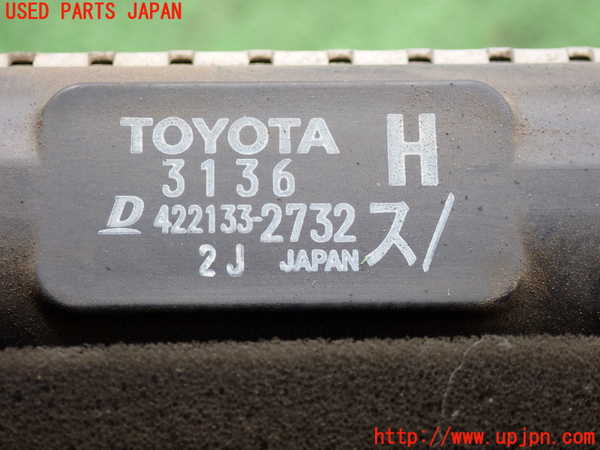 USED PARTS JAPAN
TOYOTA H
3136
D 422133-2732 ス/
2J JAPAN
http://www.upjpn.com/